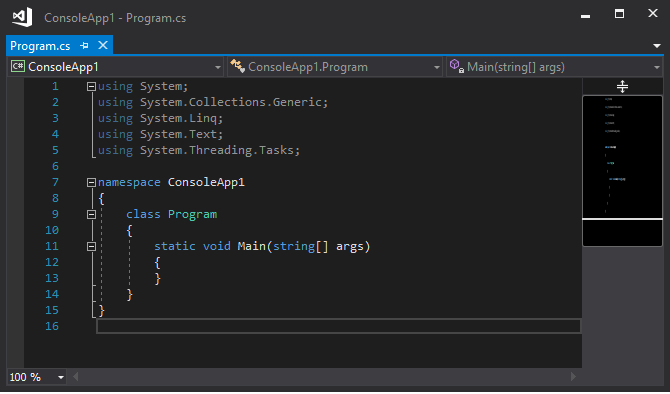 ConsoleApp1 - Program.cs
Program.cs
C# ConsoleApp1 ConsoleApp1.Program Main(string[] args)
1 using System;
2 using System.Collections.Generic;
3 using System.Linq;
4 using System.Text;
5 using System.Threading.Tasks;
6
7 namespace ConsoleApp1
8 {
9 class Program
10 {
11 static void Main(string[] args)
12 {
13 }
14 }
15 }
16
100 %